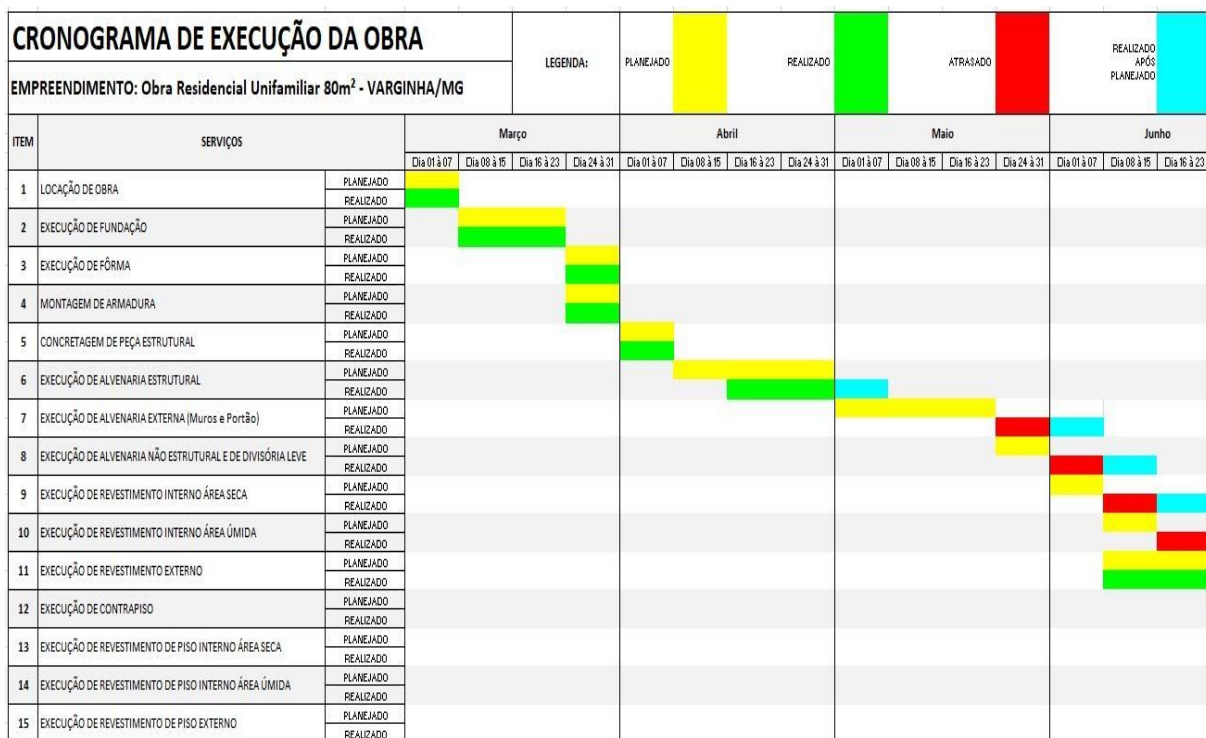 CRONOGRAMA DE EXECUÇÃO DA OBRA
EMPREENDIMENTO: Obra Residencial Unifamiliar 80m² - VARGINHA/MG
LEGENDA:
PLANEJADO
REALIZADO
ATRASADO
REALIZADO
APÓS
PLANEJADO
ITEM SERVIÇOS Março Abril Maio Junho
Dia 01 à 07 Dia 08 à 15 Dia 16 à 23 Dia 24 à 31 Dia 01 à 07 Dia 08 à 15 Dia 16 à 23 Dia 24 à 31 Dia 01 à 07 Dia 08 à 15 Dia 16 à 23 Dia 24 à 31 Dia 01 à 07 Dia 08 à 15 Dia 16 à 23
1 LOCAÇÃO DE OBRA PLANEJADO
REALIZADO
2 EXECUÇÃO DE FUNDAÇÃO PLANEJADO
REALIZADO
3 EXECUÇÃO DE FÔRMA PLANEJADO
REALIZADO
4 MONTAGEM DE ARMADURA PLANEJADO
REALIZADO
5 CONCRETAGEM DE PEÇA ESTRUTURAL PLANEJADO
REALIZADO
6 EXECUÇÃO DE ALVENARIA ESTRUTURAL PLANEJADO
REALIZADO
7 EXECUÇÃO DE ALVENARIA EXTERNA (Muros e Portão) PLANEJADO
REALIZADO
8 EXECUÇÃO DE ALVENARIA NÃO ESTRUTURAL E DE DIVISÓRIA LEVE PLANEJADO
REALIZADO
9 EXECUÇÃO DE REVESTIMENTO INTERNO ÁREA SECA PLANEJADO
REALIZADO
10 EXECUÇÃO DE REVESTIMENTO INTERNO ÁREA ÚMIDA PLANEJADO
REALIZADO
11 EXECUÇÃO DE REVESTIMENTO EXTERNO PLANEJADO
REALIZADO
12 EXECUÇÃO DE CONTRAPISO PLANEJADO
REALIZADO
13 EXECUÇÃO DE REVESTIMENTO DE PISO INTERNO ÁREA SECA PLANEJADO
REALIZADO
14 EXECUÇÃO DE REVESTIMENTO DE PISO INTERNO ÁREA ÚMIDA PLANEJADO
REALIZADO
15 EXECUÇÃO DE REVESTIMENTO DE PISO EXTERNO PLANEJADO
REALIZADO